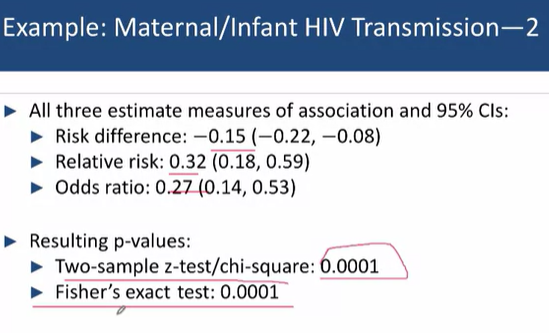 Example: Maternal/Infant HIV Transmission—2
► All three estimate measures of association and 95% CIs:
► Risk difference: −0.15 (−0.22, −0.08)
► Relative risk: 0.32 (0.18, 0.59)
► Odds ratio: 0.27 (0.14, 0.53)
► Resulting p-values:
► Two-sample z-test/chi-square: 0.0001
► Fisher's exact test: 0.0001